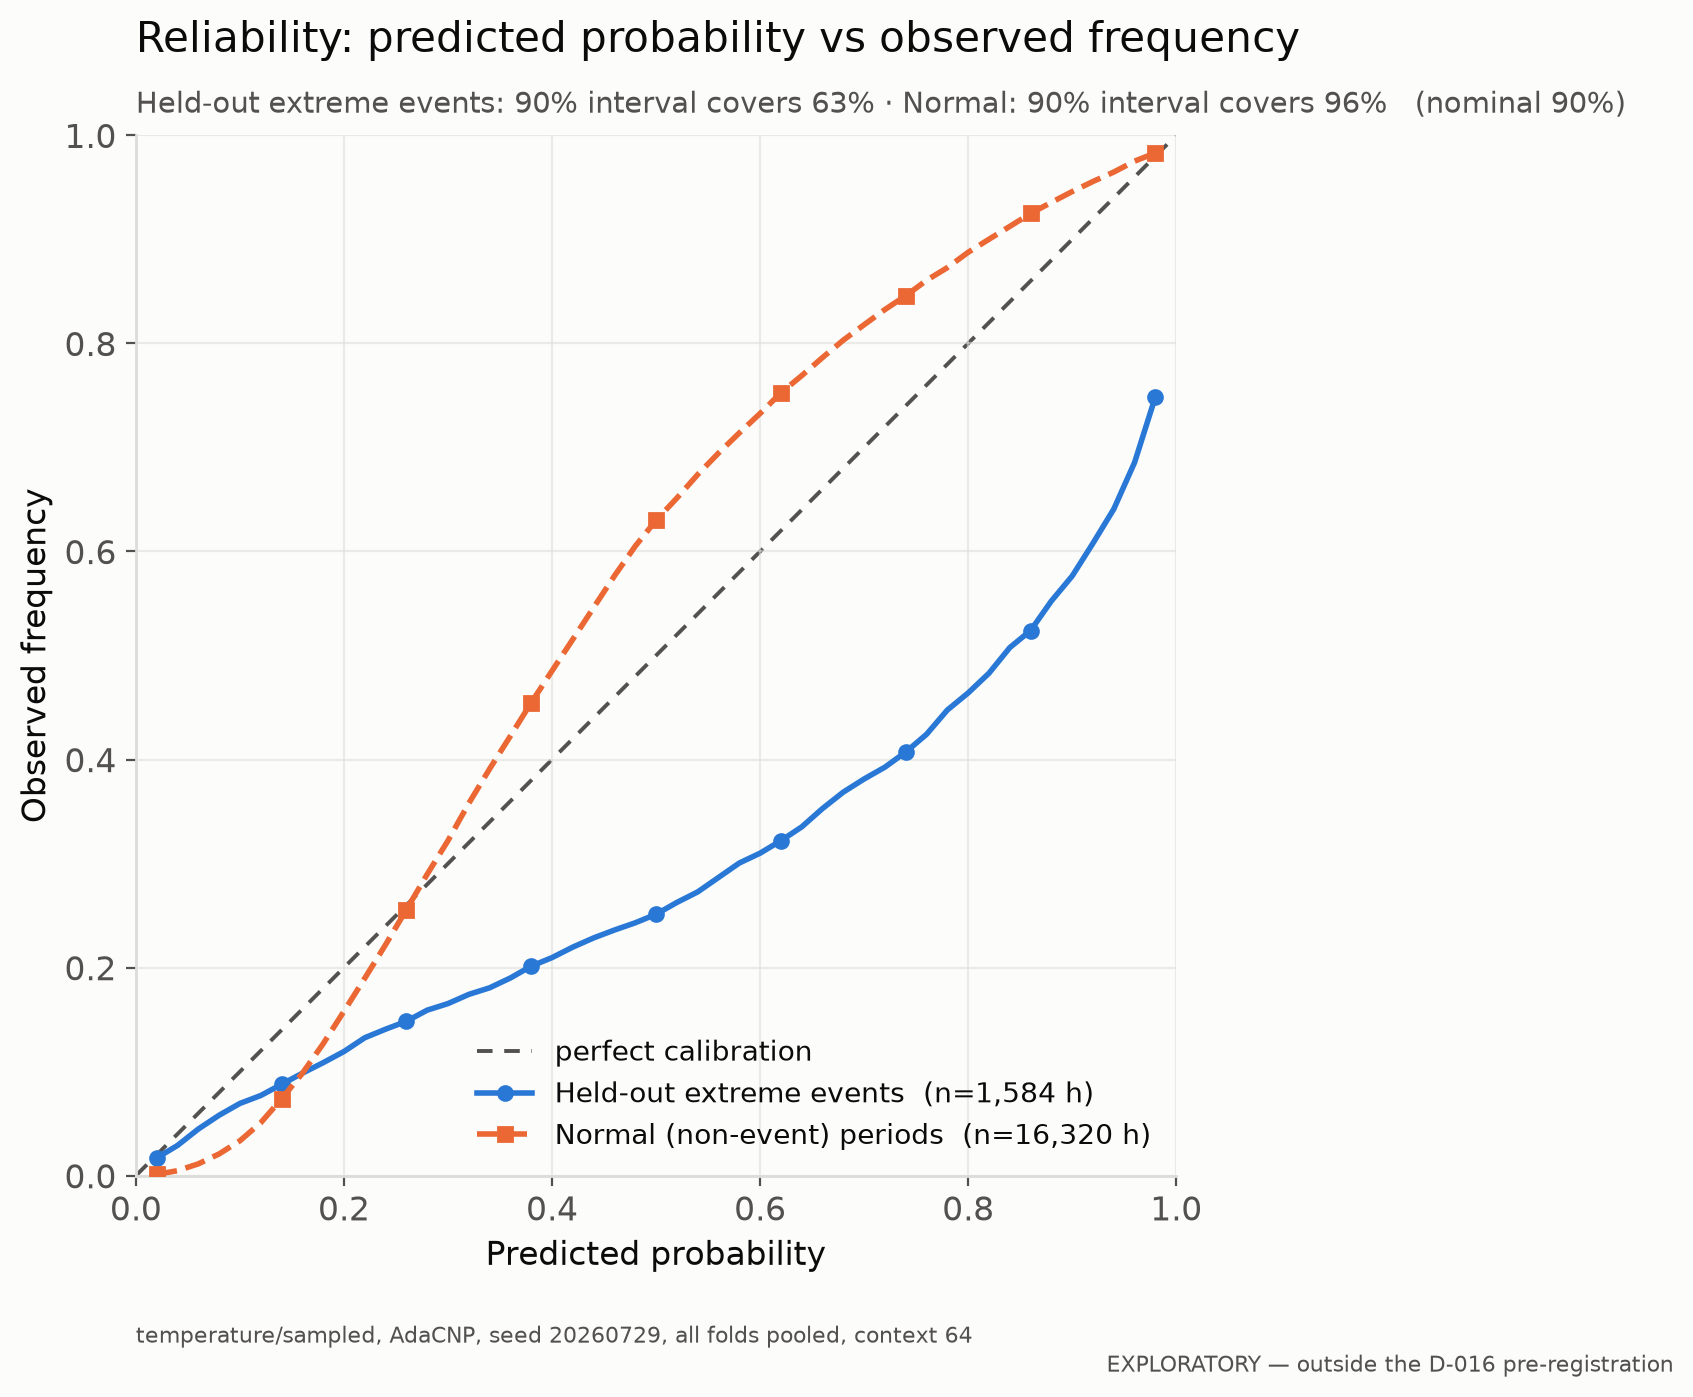 Reliability: predicted probability vs observed frequency
Held-out extreme events: 90% interval covers 63% · Normal: 90% interval covers 96%   (nominal 90%)
1.0
0.8
0.6
0.4
0.2
0.0
Observed frequency
perfect calibration
Held-out extreme events  (n=1,584 h)
Normal (non-event) periods  (n=16,320 h)
0.0 0.2 0.4 0.6 0.8 1.0
Predicted probability
temperature/sampled, AdaCNP, seed 20260729, all folds pooled, context 64
EXPLORATORY — outside the D-016 pre-registration